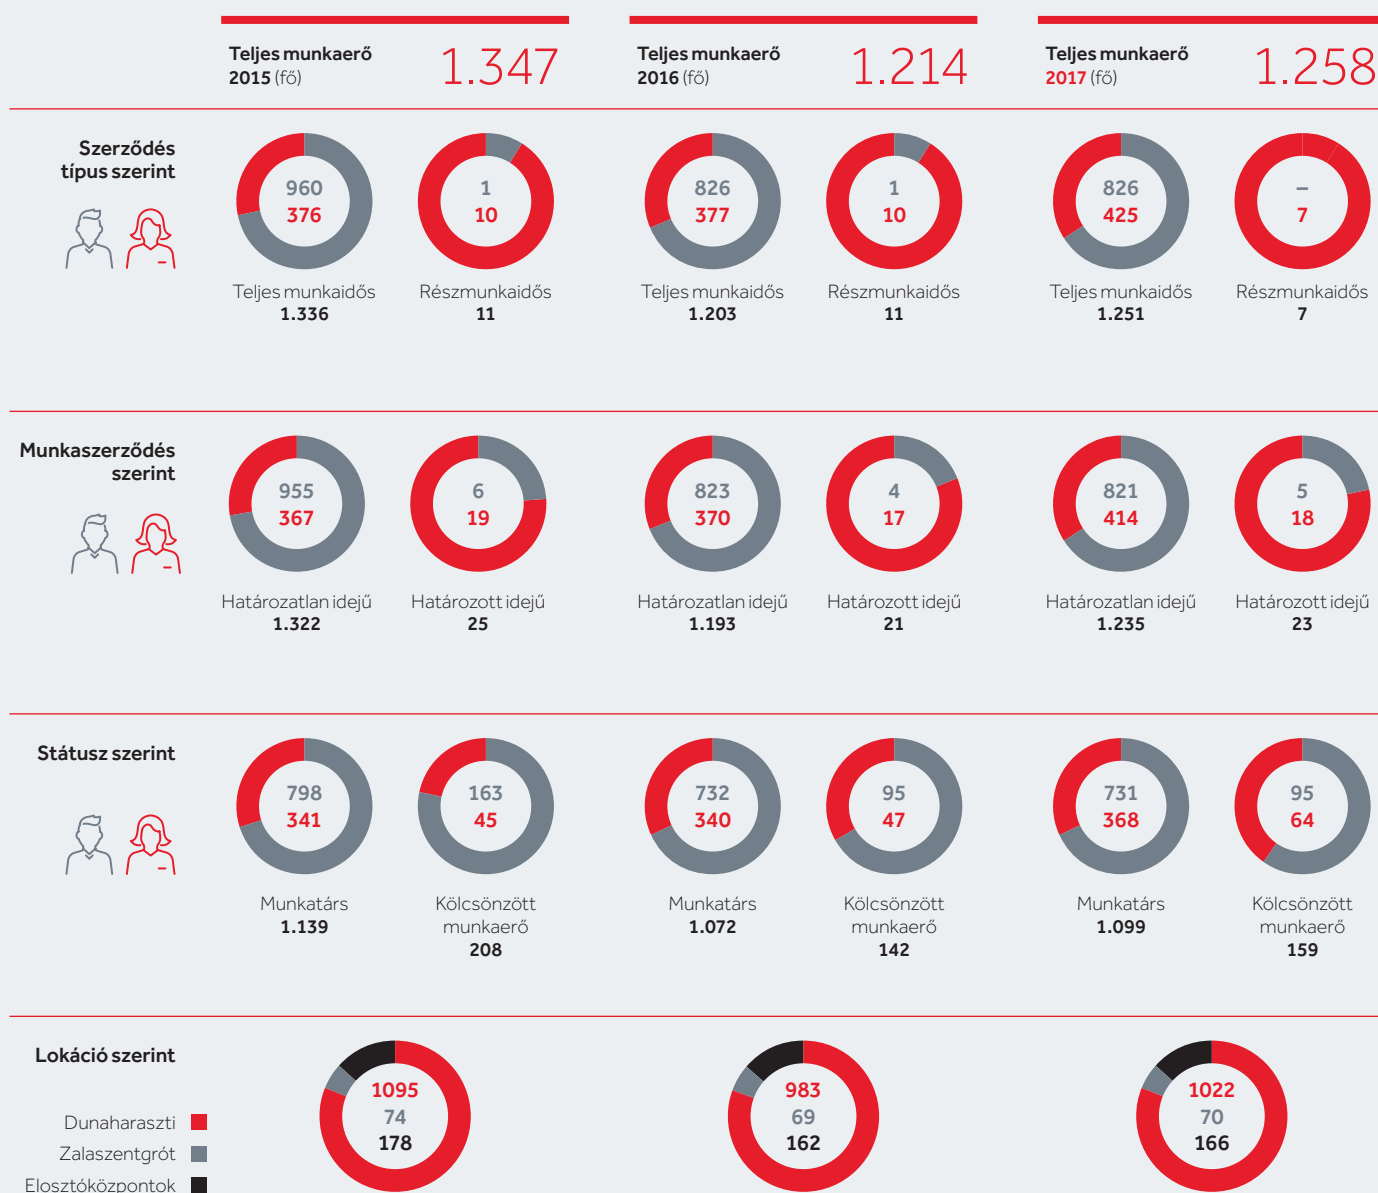 Teljes munkaerő
2015 (fő)
1.347
Teljes munkaerő
2016 (fő)
1.214
Teljes munkaerő
2017 (fő)
1.258
Szerződés
típus szerint
960
376
Teljes munkaidős
1.336
1
10
Részmunkaidős
11
826
377
Teljes munkaidős
1.203
1
10
Részmunkaidős
11
826
425
Teljes munkaidős
1.251
–
7
Részmunkaidős
7
Munkaszerződés
szerint
955
367
Határozatlan idejű
1.322
6
19
Határozott idejű
25
823
370
Határozatlan idejű
1.193
4
17
Határozott idejű
21
821
414
Határozatlan idejű
1.235
5
18
Határozott idejű
23
Státusz szerint
798
341
Munkatárs
1.139
163
45
Kölcsönzött
munkaerő
208
732
340
Munkatárs
1.072
95
47
Kölcsönzött
munkaerő
142
731
368
Munkatárs
1.099
95
64
Kölcsönzött
munkaerő
159
Lokáció szerint
Dunaharaszti
Zalaszentgrót
Elosztóközpontok
1095
74
178
983
69
162
1022
70
166